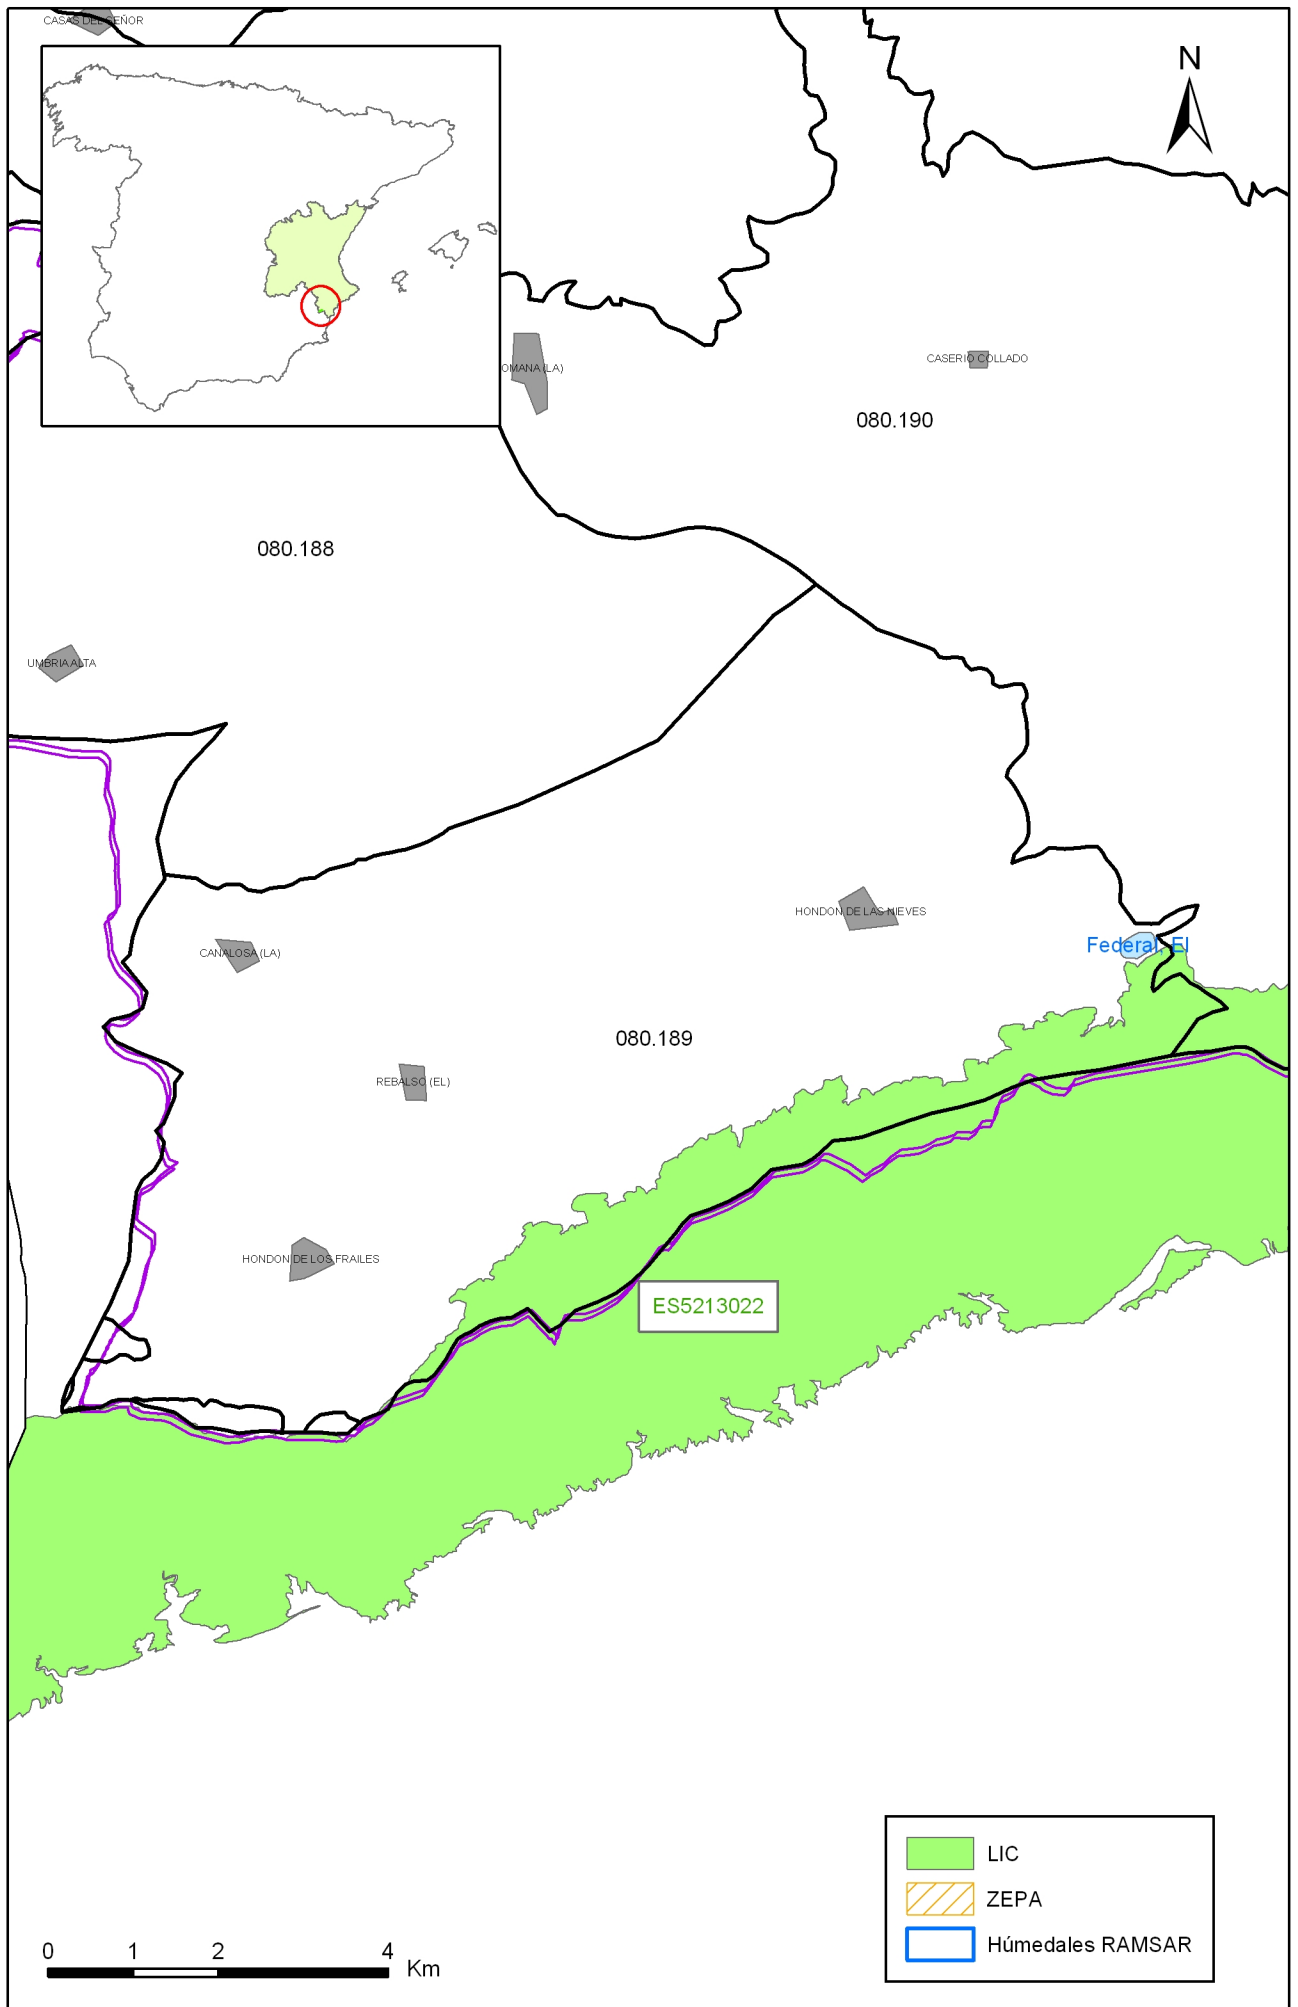 CASAS DEL SEÑOR
N
OMANA (LA)
CASERIO COLLADO
080.190
080.188
UMBRIA ALTA
HONDON DE LAS NIEVES
Federal, El
CANALOSA (LA)
080.189
REBALSO (EL)
HONDON DE LOS FRAILES
ES5213022
LIC
ZEPA
Húmedales RAMSAR
0 1 2 4
Km